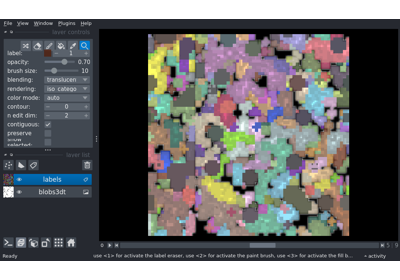 File View Window Plugins Help
layer controls
label: 1
opacity: 0.70
brush size: 10
blending: translucen
rendering: iso_catego
color mode: auto
contour: 0
n edit dim: 2
contiguous:
preserve
show
selected:
layer list
labels
blobs3dt
Ready
use <1> for activate the label eraser, use <2> for activate the paint brush, use <3> for activate the fill b...
activity